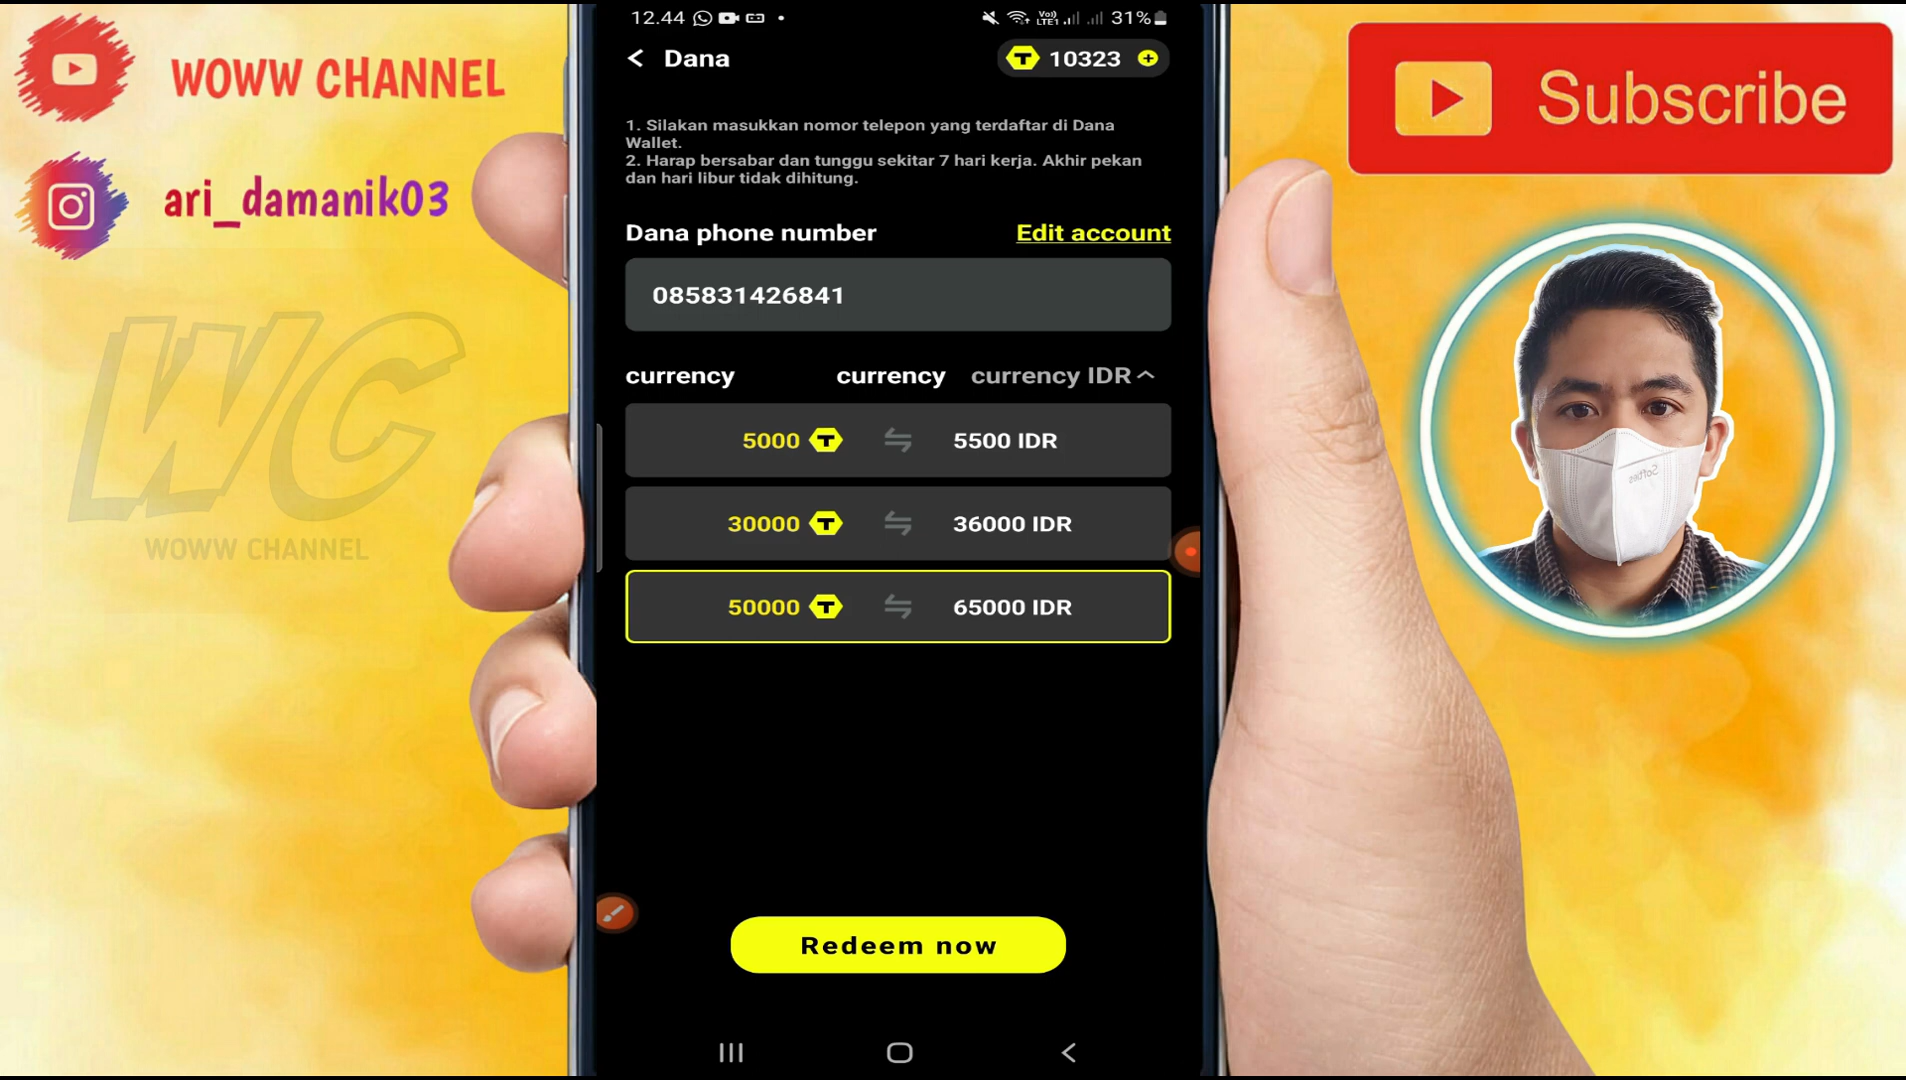 WOWW CHANNEL
ari_damanik03
WC
WOWW CHANNEL
12.44
Vo))
LTE1
31%
Dana
T 10323 +
1. Silakan masukkan nomor telepon yang terdaftar di Dana
Wallet.
2. Harap bersabar dan tunggu sekitar 7 hari kerja. Akhir pekan
dan hari libur tidak dihitung.
Dana phone number
Edit account
085831426841
currency currency currency IDR
5000 T 5500 IDR
30000 T 36000 IDR
50000 T 65000 IDR
Redeem now
Subscribe
Softies